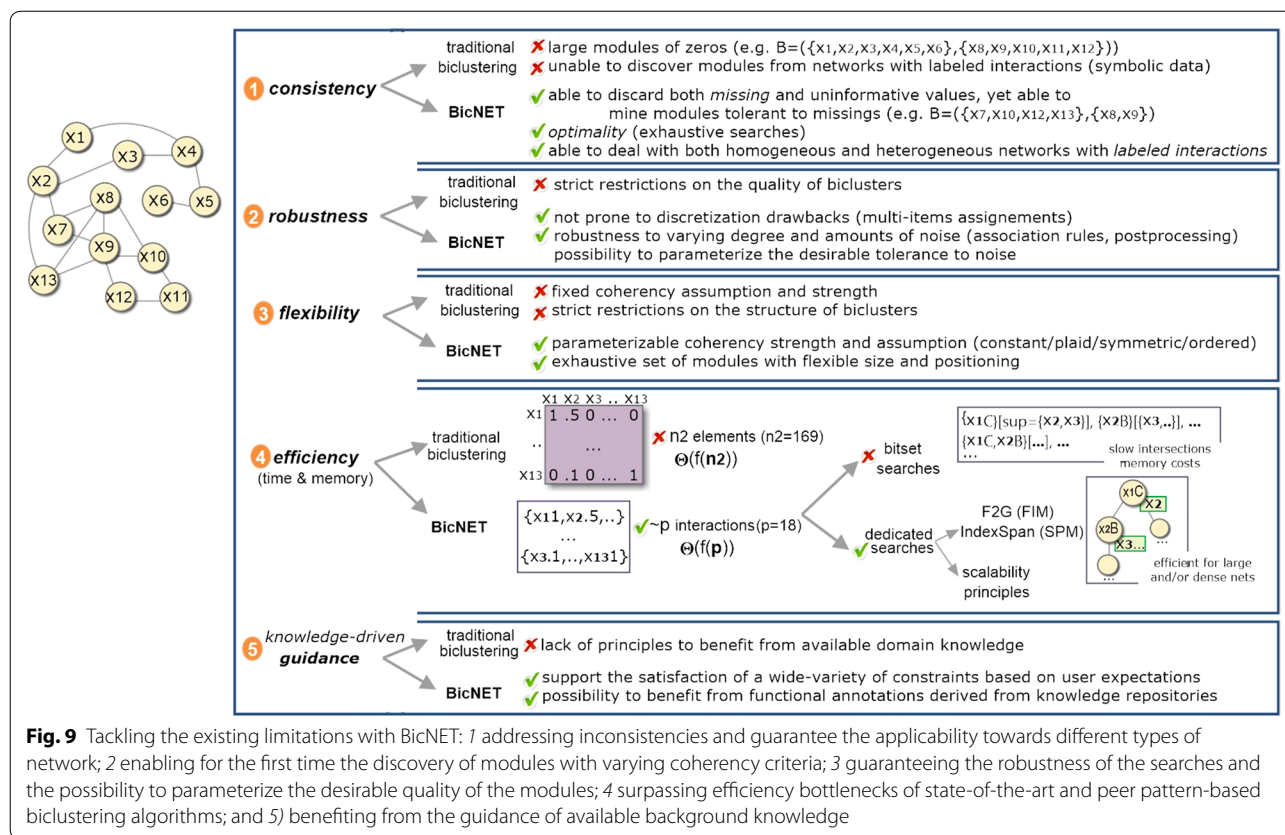 x1
x2
x3
x4
x5
x6
x7
x8
x9
x10
x11
x12
x13
1 consistency
traditional
biclustering
✘ large modules of zeros (e.g. B=({x1,x2,x3,x4,x5,x6},{x8,x9,x10,x11,x12}))
✘ unable to discover modules from networks with labeled interactions (symbolic data)
BicNET
✓ able to discard both missing and uninformative values, yet able to
mine modules tolerant to missings (e.g. B=({x7,x10,x12,x13},{x8,x9})
✓ optimality (exhaustive searches)
✓ able to deal with both homogeneous and heterogeneous networks with labeled interactions
2 robustness
traditional
biclustering
✘ strict restrictions on the quality of biclusters
BicNET
✓ not prone to discretization drawbacks (multi-items assignements)
✓ robustness to varying degree and amounts of noise (association rules, postprocessing)
possibility to parameterize the desirable tolerance to noise
3 flexibility
traditional
biclustering
✘ fixed coherency assumption and strength
✘ strict restrictions on the structure of biclusters
BicNET
✓ parameterizable coherency strength and assumption (constant/plaid/symmetric/ordered)
✓ exhaustive set of modules with flexible size and positioning
4 efficiency
(time & memory)
traditional
biclustering
x1 x2 x3 .. x13
x1 1 .5 0 ... 0
.. ...
x13 0 .1 0 ... 1
✘ n2 elements (n2=169)
Θ(f(n2))
BicNET
{x11,x2.5,..}
...
{x3.1,..,x131}
✓ ~p interactions(p=18)
Θ(f(p))
✘ bitset
searches
{x1C}[sup={x2,x3}], {x2B}[{x3,..}], ...
{x1C,x2B}[...], ...
...
slow intersections
memory costs
✓ dedicated
searches
F2G (FIM)
IndexSpan (SPM)
scalability
principles
x1C
x2
x2B
x3...
...
...
efficient for large
and/or dense nets
5 knowledge-driven
guidance
traditional
biclustering
✘ lack of principles to benefit from available domain knowledge
BicNET
✓ support the satisfaction of a wide-variety of constraints based on user expectations
✓ possibility to benefit from functional annotations derived from knowledge repositories
Fig. 9 Tackling the existing limitations with BicNET: 1 addressing inconsistencies and guarantee the applicability towards different types of
network; 2 enabling for the first time the discovery of modules with varying coherency criteria; 3 guaranteeing the robustness of the searches and
the possibility to parameterize the desirable quality of the modules; 4 surpassing efficiency bottlenecks of state-of-the-art and peer pattern-based
biclustering algorithms; and 5) benefiting from the guidance of available background knowledge